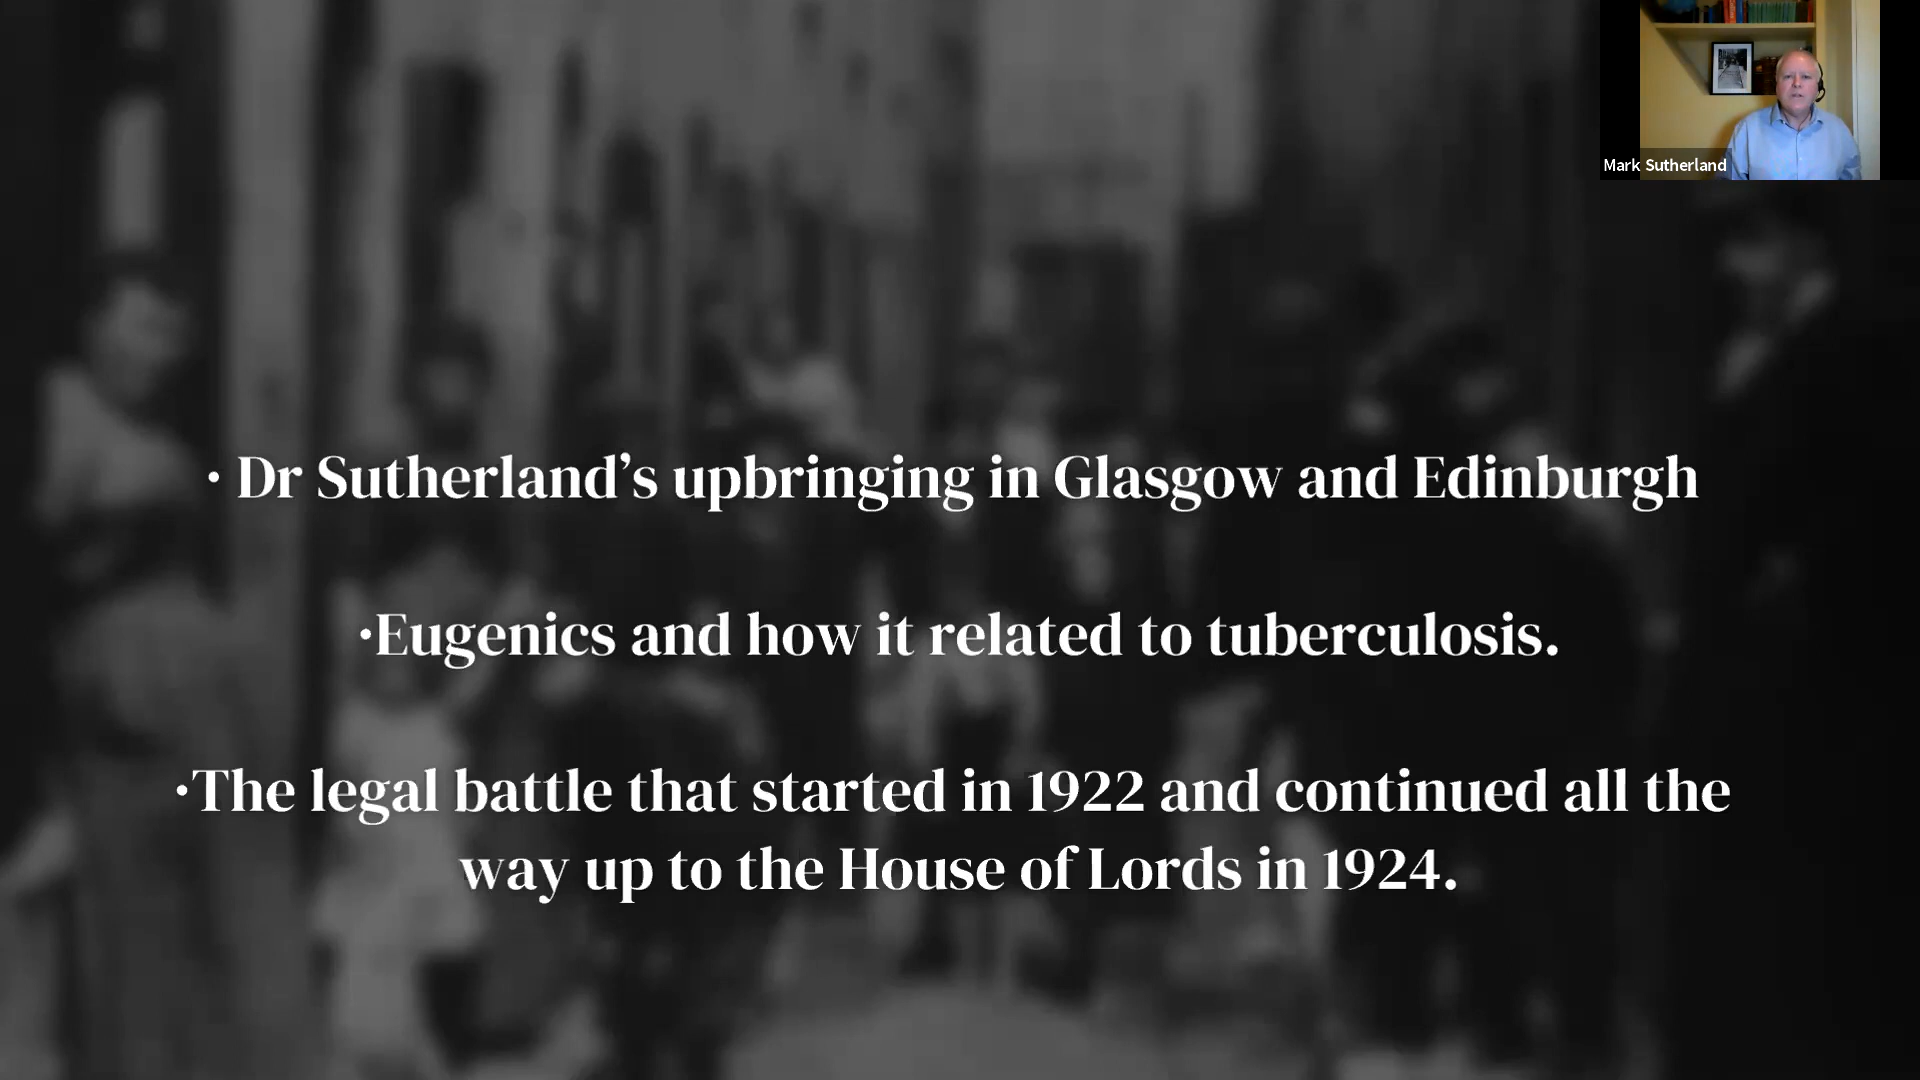 Mark Sutherland
· Dr Sutherland’s upbringing in Glasgow and Edinburgh
·Eugenics and how it related to tuberculosis.
·The legal battle that started in 1922 and continued all the
way up to the House of Lords in 1924.